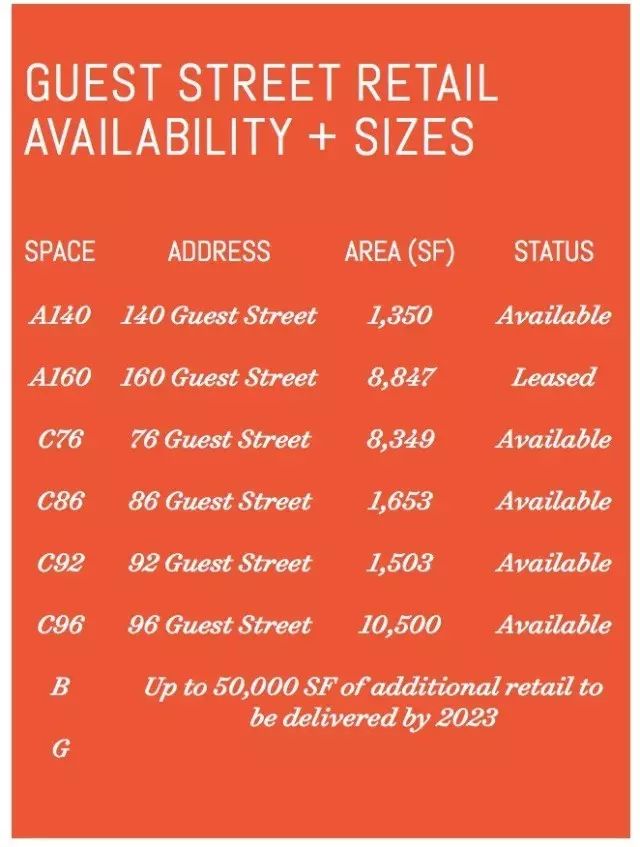 GUEST STREET RETAIL
AVAILABILITY + SIZES
SPACE ADDRESS AREA (SF) STATUS
A140 140 Guest Street 1,350 Available
A160 160 Guest Street 8,847 Leased
C76 76 Guest Street 8,349 Available
C86 86 Guest Street 1,653 Available
C92 92 Guest Street 1,503 Available
C96 96 Guest Street 10,500 Available
B Up to 50,000 SF of additional retail to
be delivered by 2023
G